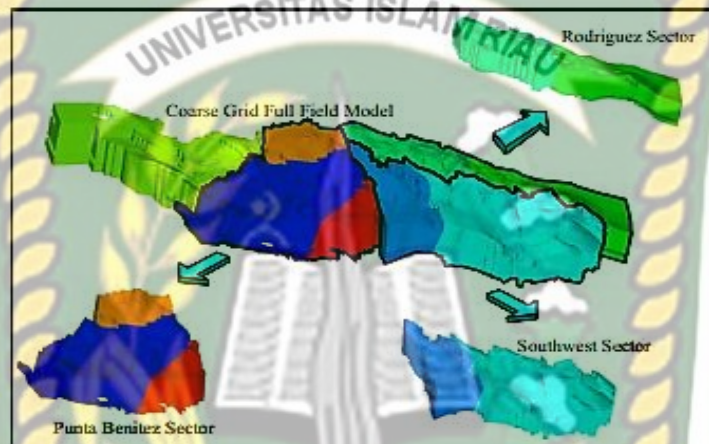 UNIVERSITAS ISLAM RIAU
Rodriguez Sector
Coarse Grid Full Field Model
Southwest Sector
Punta Benitez Sector